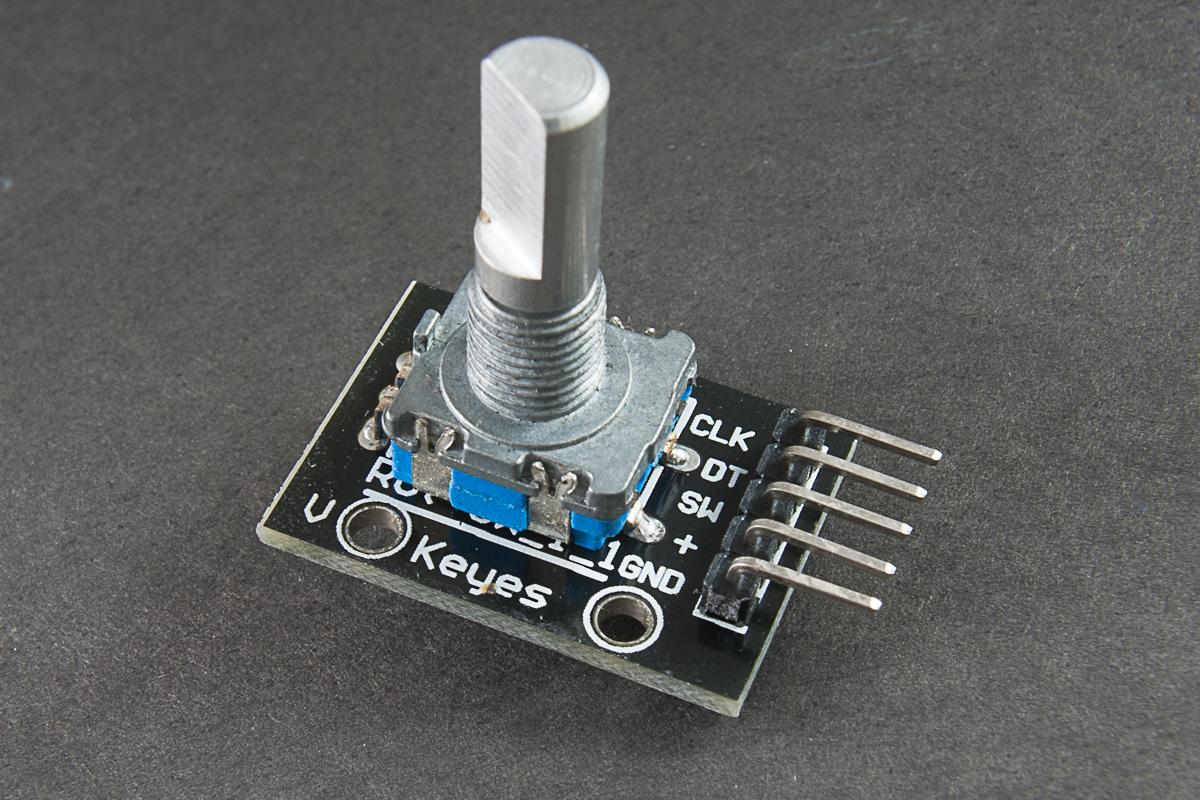 CLK
DT
SW
+
GND
V
Keyes